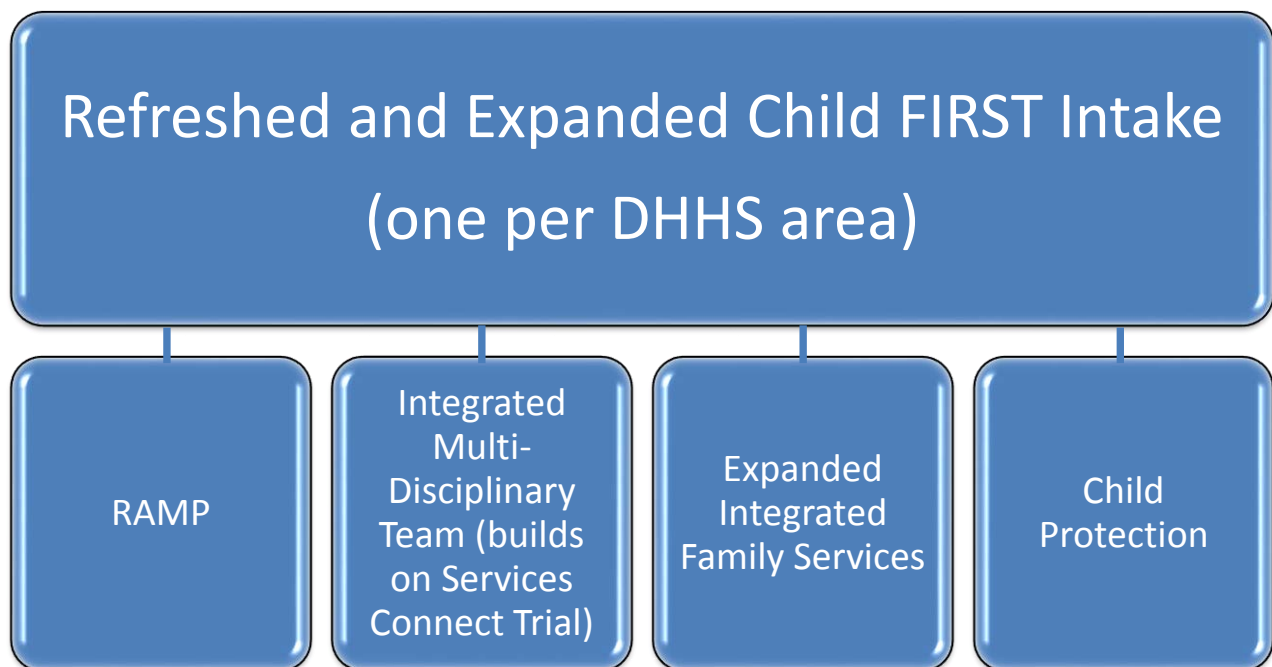 Refreshed and Expanded Child FIRST Intake
(one per DHHS area)
RAMP
Integrated
Multi-
Disciplinary
Team (builds
on Services
Connect Trial)
Expanded
Integrated
Family Services
Child
Protection